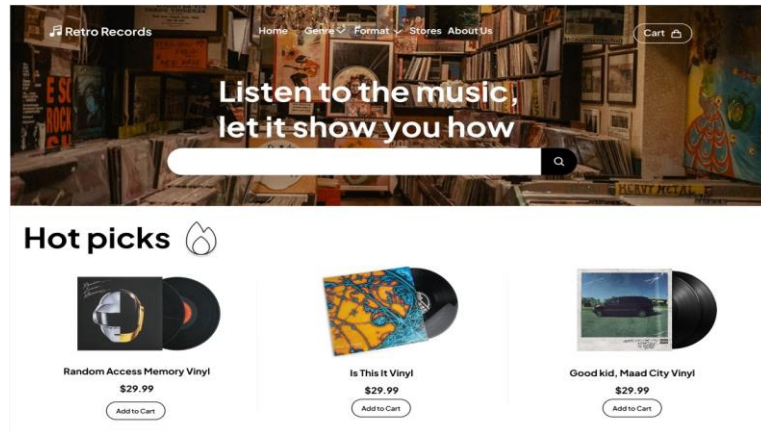 Retro Records
Home Genre Format Stores About Us
Cart
Listen to the music,
let it show you how
HEAVY METAL
Hot picks
Random Access Memory Vinyl
$29.99
Add to Cart
Is This It Vinyl
$29.99
Add to Cart
Good kid, Maad City Vinyl
$29.99
Add to Cart